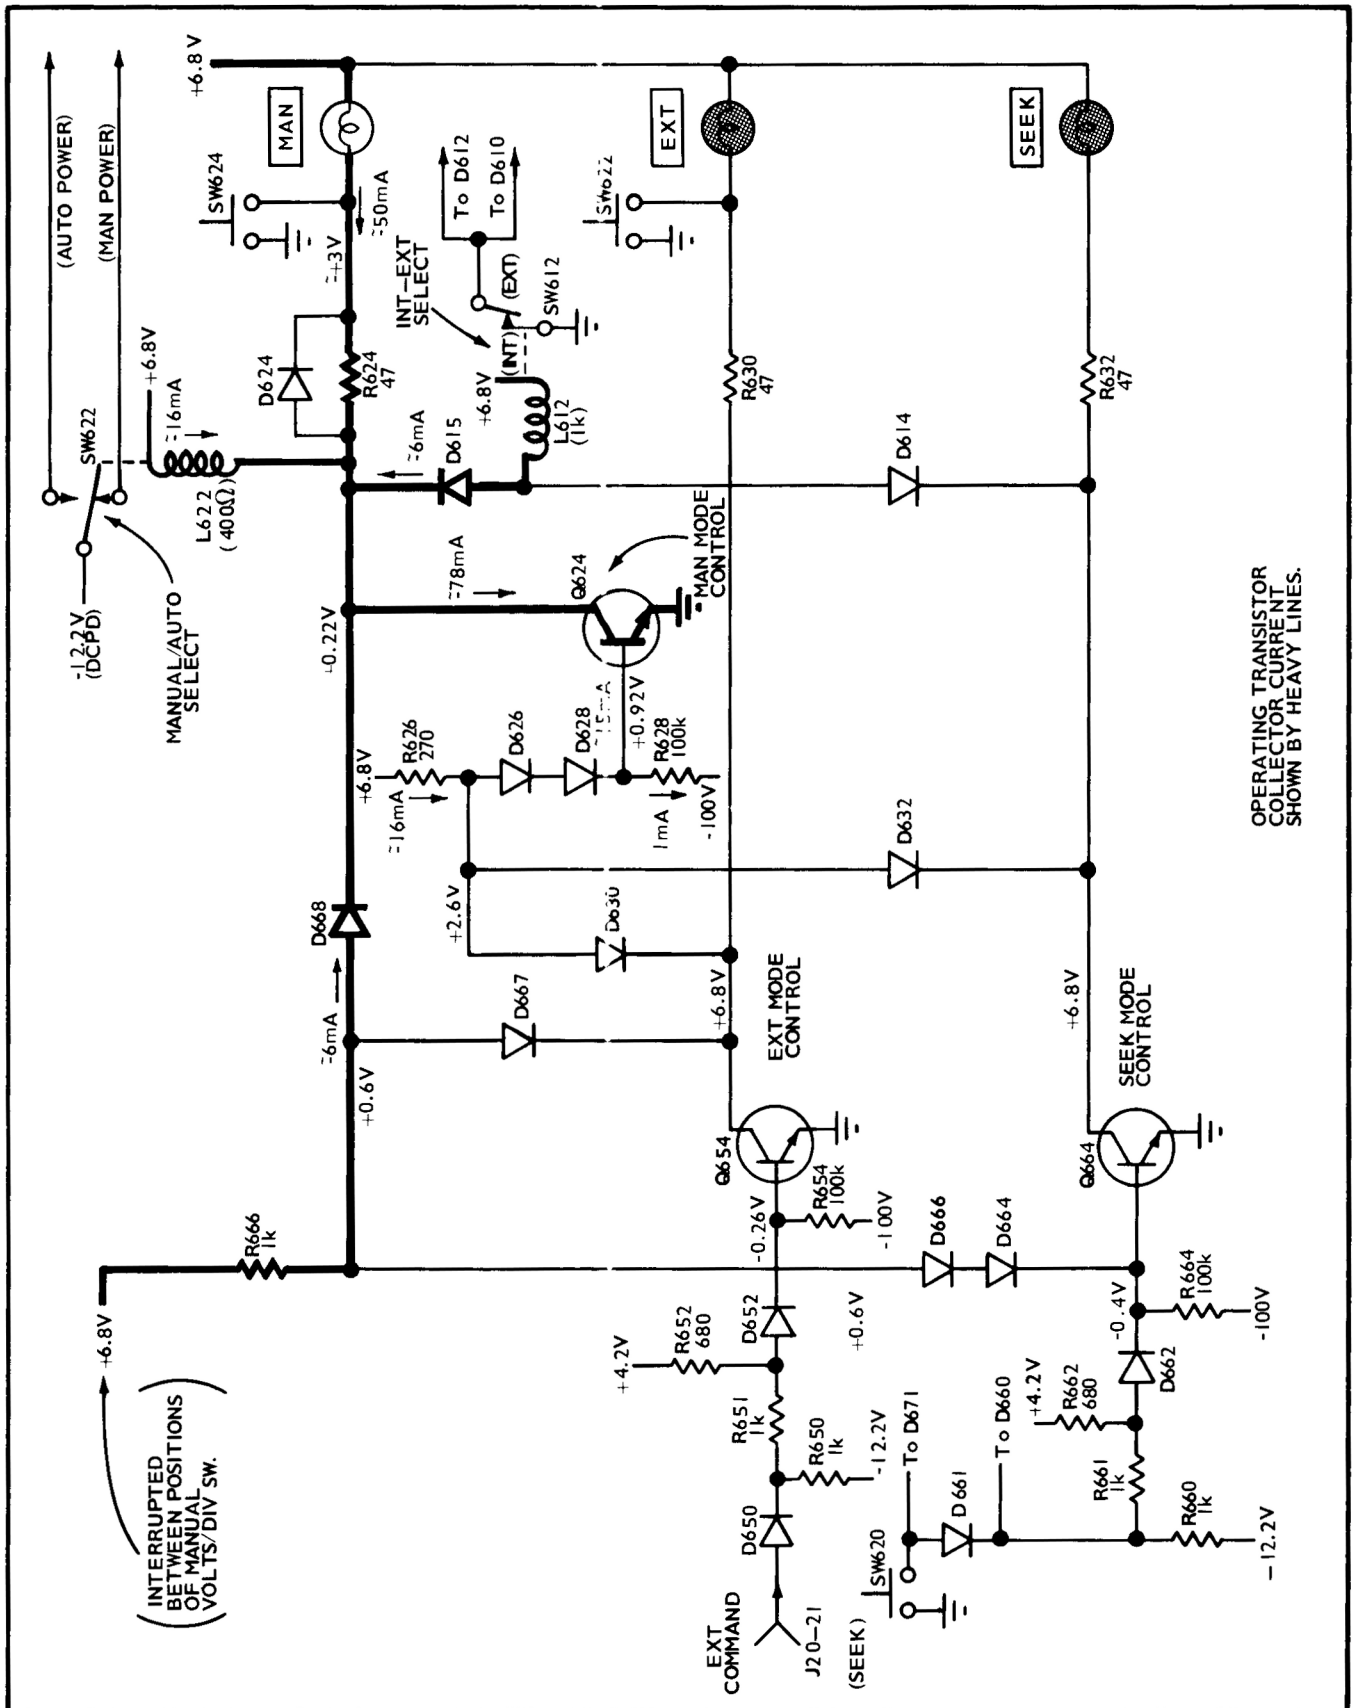 INTERRUPTED
BETWEEN POSITIONS
OF MANUAL
VOLTS/DIV SW.
+6.8V
R666
1k
-12.2V
(DCPD)
MANUAL/AUTO
SELECT
SW622
(AUTO POWER)
(MAN POWER)
L622
(400Ω)
≈16mA
+6.8V
+6.8V
MAN
SW624
≈50mA
≈+3V
D624
R624
47
+0.22V
D668
≈6mA
+0.6V
≈6mA
D615
+6.8V
L612
(1k)
INT-EXT
SELECT
(INT)
(EXT)
SW612
To D612
To D610
≈78mA
Q624
MAN MODE
CONTROL
+6.8V
R626
270
≈16mA
D626
D628
+0.92V
R628
100k
1mA
-100V
+2.6V
D630
D667
D632
D614
EXT
SW622
R630
47
+6.8V
EXT MODE
CONTROL
Q654
-0.26V
R654
100k
-100V
D652
+4.2V
R652
680
R651
1k
R650
1k
-12.2V
D650
EXT
COMMAND
J20-21
SEEK
R632
47
+6.8V
SEEK MODE
CONTROL
Q664
D666
D664
+0.6V
-0.4V
R664
100k
-100V
D662
+4.2V
R662
680
R661
1k
R660
1k
-12.2V
To D671
To D660
D661
SW620
(SEEK)
OPERATING TRANSISTOR
COLLECTOR CURRENT
SHOWN BY HEAVY LINES.